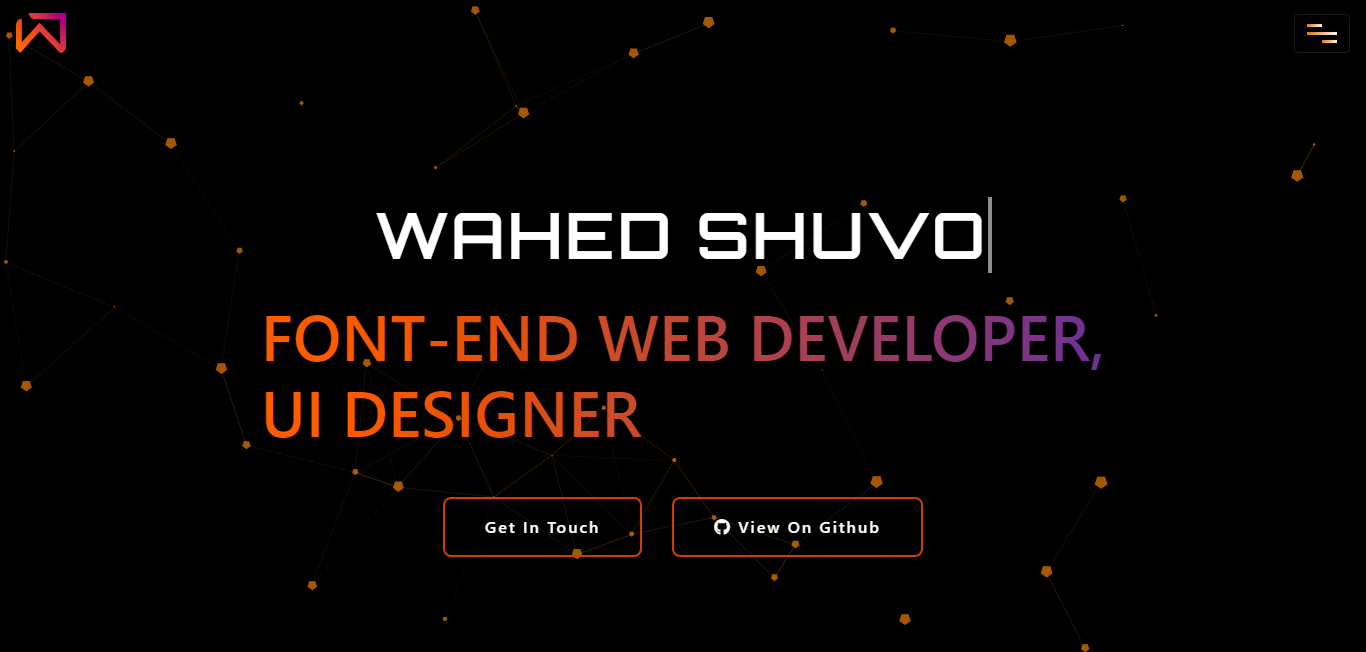 WAHED SHUVO
FONT-END WEB DEVELOPER,
UI DESIGNER
Get In Touch
View On Github